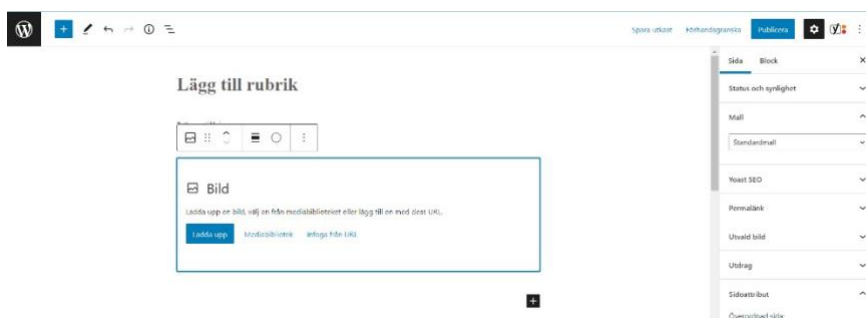 Spara utkast Förhandsgranska Publicera
Sida Block
Lägg till rubrik
Status och synlighet
Mall
Standardmall
Bild
Ladda upp en bild, välj en från mediabiblioteket eller lägg till en med dess URL.
Ladda upp Mediabibliotek Infoga från URL
Yoast SEO
Permalänk
Utvald bild
Utdrag
Sidoattribut
Överordnad sida: